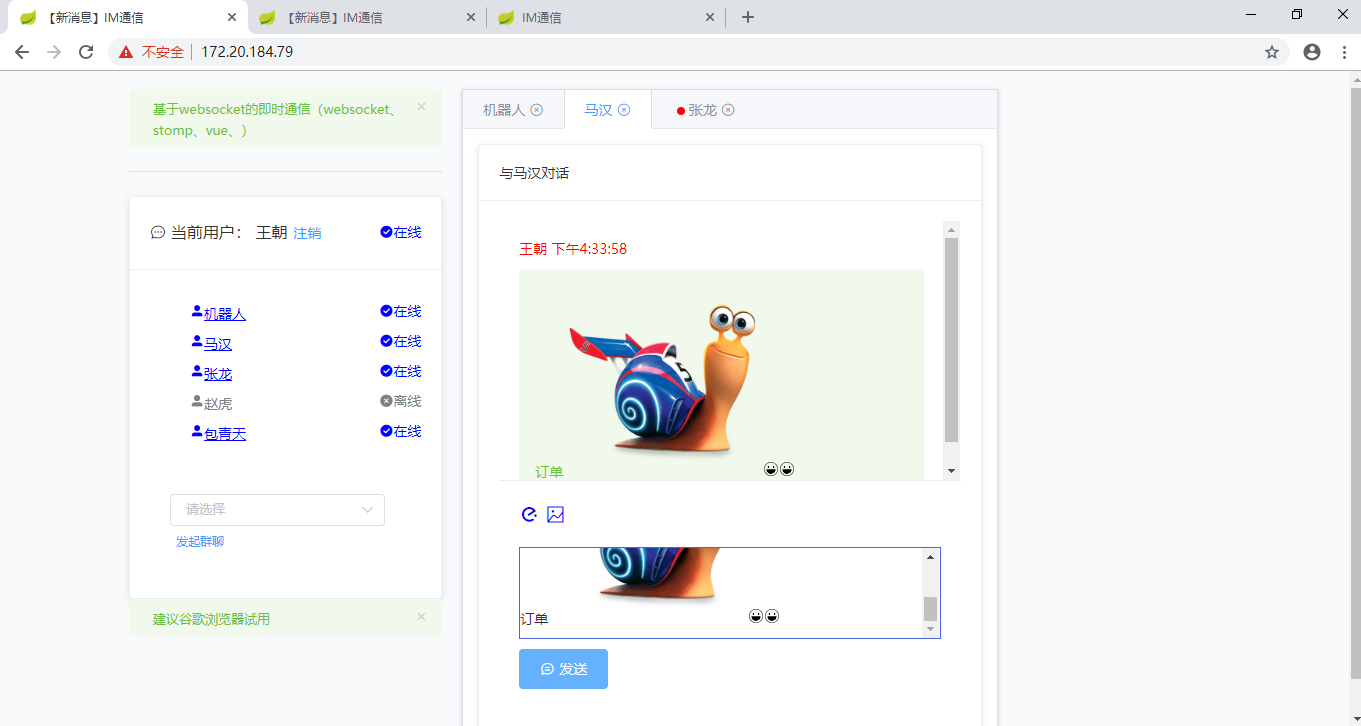 【新消息】IM通信
【新消息】IM通信
IM通信
不安全
172.20.184.79
基于websocket的即时通信（websocket、
stomp、vue、）
当前用户： 王朝 注销
在线
机器人
在线
马汉
在线
张龙
在线
赵虎
离线
包青天
在线
请选择
发起群聊
建议谷歌浏览器试用
机器人
马汉
张龙
与马汉对话
王朝 下午4:33:58
5
订单
订单
发送